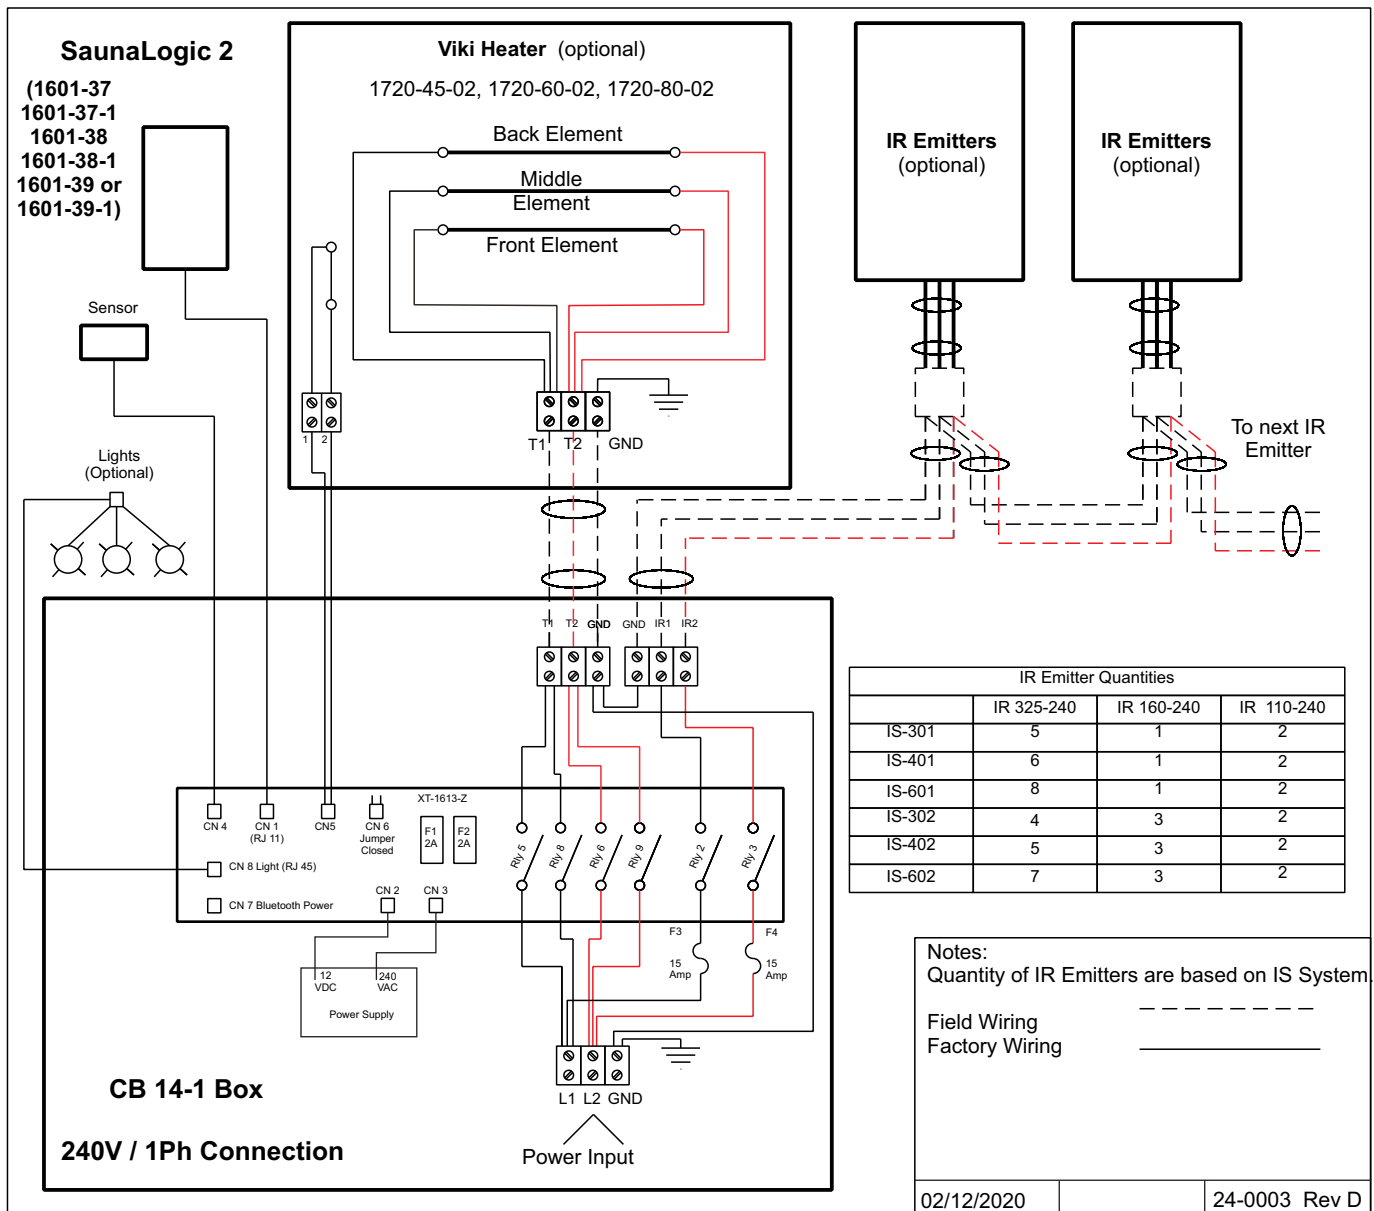 SaunaLogic 2
(1601-37
1601-37-1
1601-38
1601-38-1
1601-39 or
1601-39-1)
Viki Heater (optional)
1720-45-02, 1720-60-02, 1720-80-02
Back Element
Middle
Element
Front Element
1 2
T1 T2 GND
IR Emitters
(optional)
IR Emitters
(optional)
To next IR
Emitter
Sensor
Lights
(Optional)
T1 T2 GND GND IR1 IR2
XT-1613-Z
CN 4
CN 1
(RJ 11)
CN5
CN 6
Jumper
Closed
F1
2A
F2
2A
Rly 5
Rly 8
Rly 6
Rly 9
Rly 2
Rly 3
CN 8 Light (RJ 45)
CN 7 Bluetooth Power
CN 2
CN 3
F3
15
Amp
F4
15
Amp
12
VDC
240
VAC
Power Supply
L1 L2 GND
Power Input
CB 14-1 Box
240V / 1Ph Connection
IR Emitter Quantities
IR 325-240 IR 160-240 IR 110-240
IS-301 5 1 2
IS-401 6 1 2
IS-601 8 1 2
IS-302 4 3 2
IS-402 5 3 2
IS-602 7 3 2
Notes:
Quantity of IR Emitters are based on IS System.
Field Wiring
Factory Wiring
02/12/2020
24-0003 Rev D